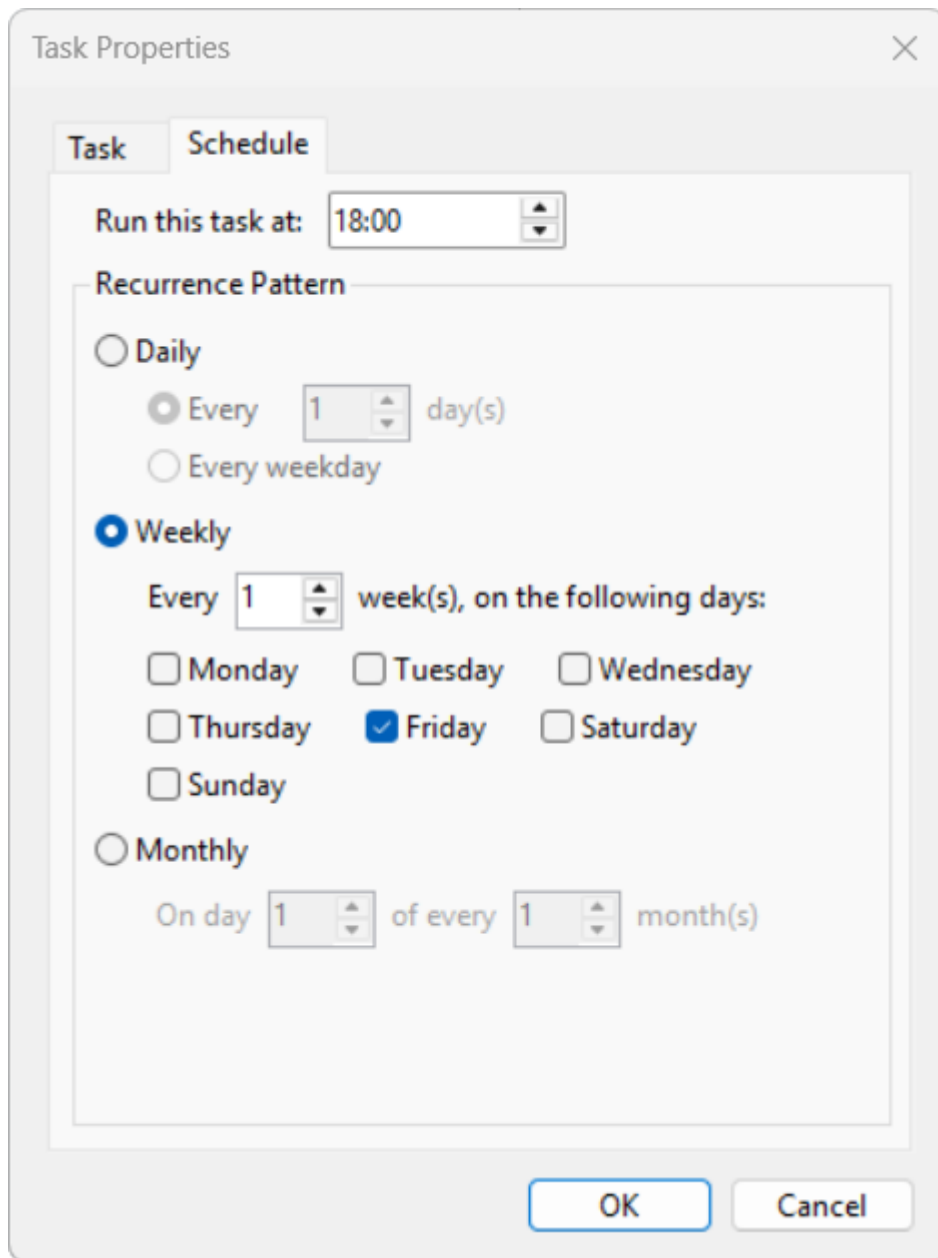 Task Properties
Task Schedule
Run this task at: 18:00
Recurrence Pattern
Daily
Every 1 day(s)
Every weekday
Weekly
Every 1 week(s), on the following days:
Monday Tuesday Wednesday
Thursday Friday Saturday
Sunday
Monthly
On day 1 of every 1 month(s)
OK Cancel